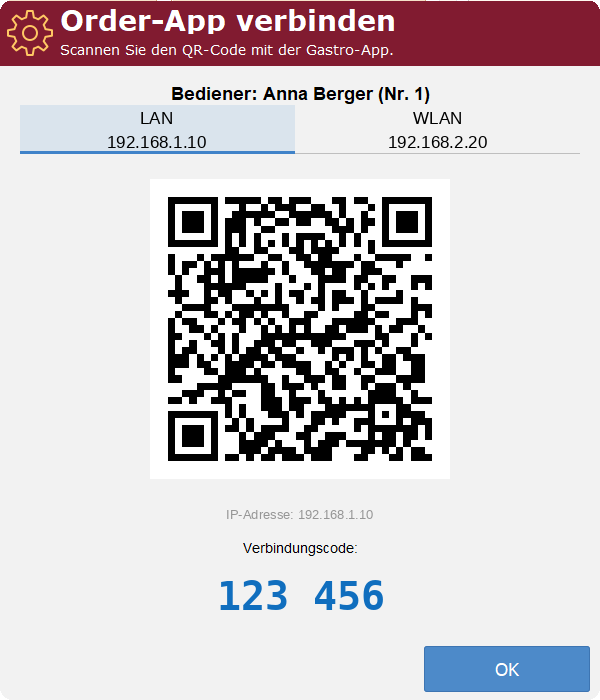 Order-App verbinden
Scannen Sie den QR-Code mit der Gastro-App.
Bediener: Anna Berger (Nr. 1)
LAN
192.168.1.10
WLAN
192.168.2.20
IP-Adresse: 192.168.1.10
Verbindungscode:
123 456
OK